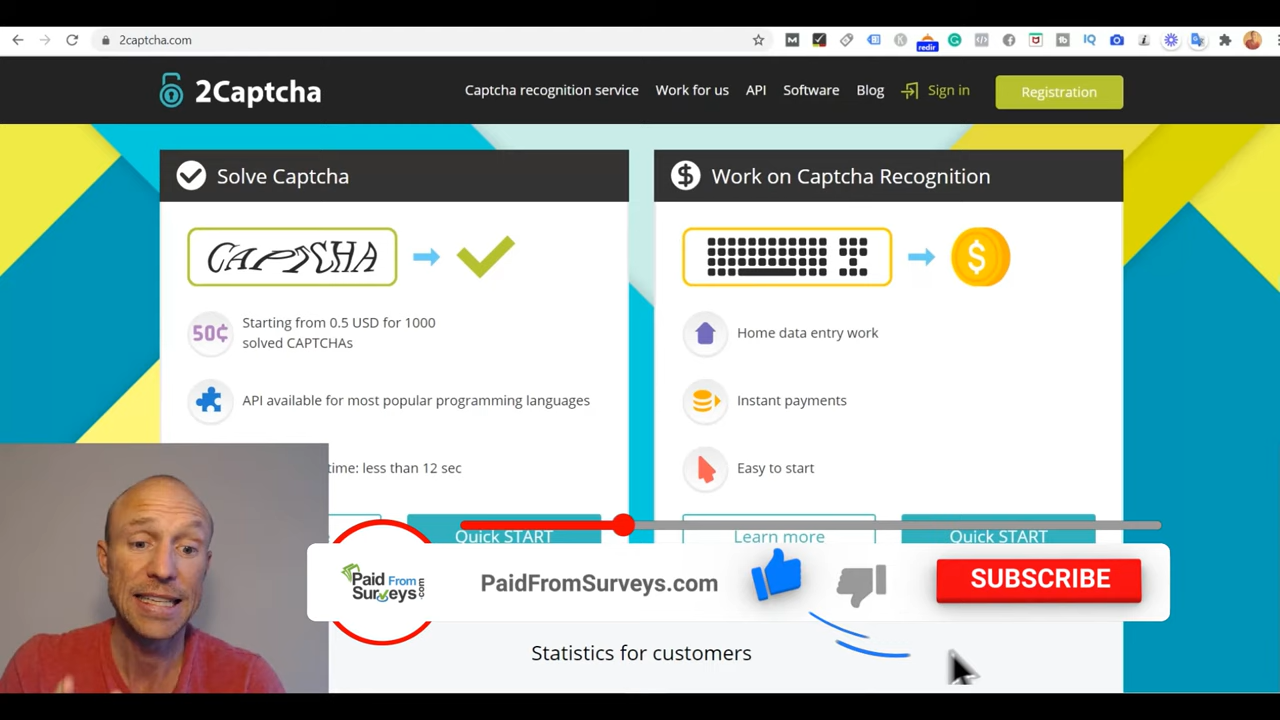 2captcha.com
redir
2Captcha
Captcha recognition service
Work for us
API
Software
Blog
Sign in
Registration
Solve Captcha
CAPTCHA
50¢
Starting from 0.5 USD for 1000
solved CAPTCHAs
API available for most popular programming languages
time: less than 12 sec
Quick START
Work on Captcha Recognition
$
Home data entry work
Instant payments
Easy to start
Learn more
Quick START
Paid From
Surveys.com
PaidFromSurveys.com
SUBSCRIBE
Statistics for customers